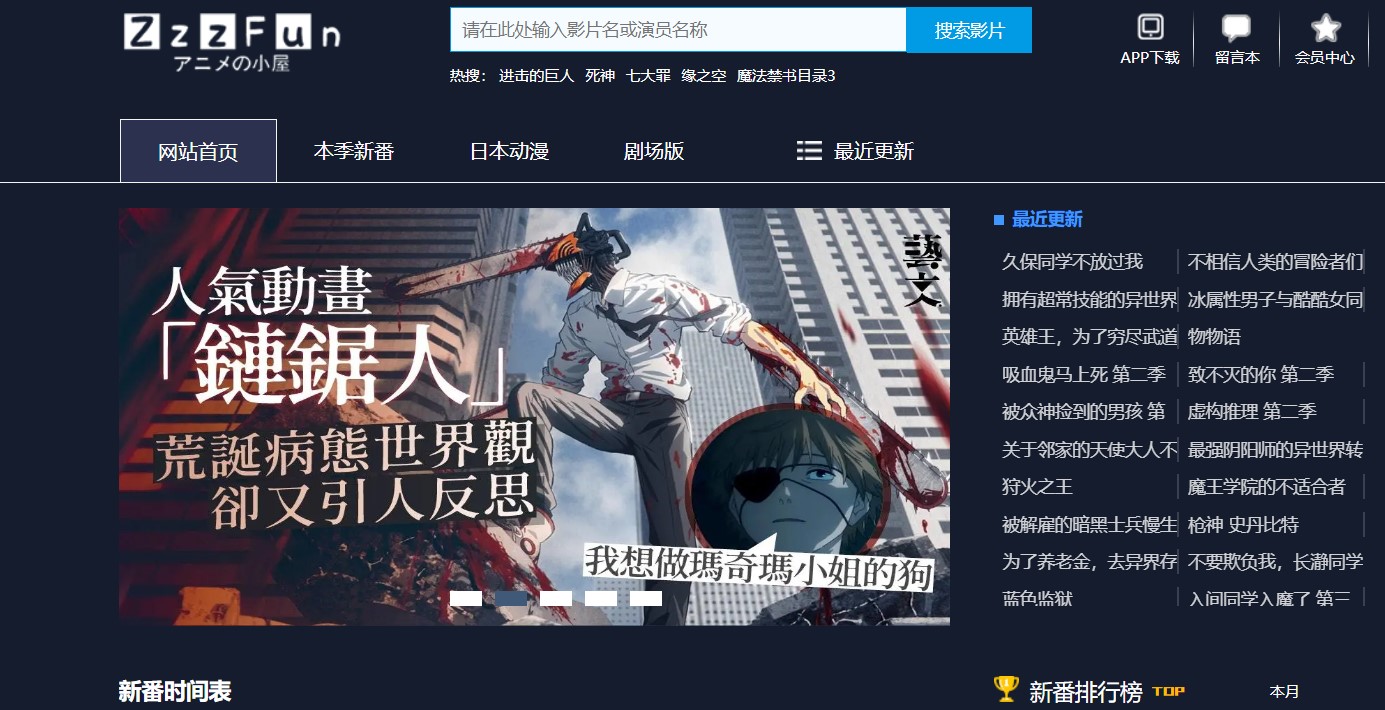 ZzzFun
アニメの小屋
请在此处输入影片名或演员名称
搜索影片
热搜： 进击的巨人 死神 七大罪 缘之空 魔法禁书目录3
APP下载
留言本
会员中心
网站首页
本季新番
日本动漫
剧场版
最近更新
藝文
人氣動畫
「鏈鋸人」
荒誕病態世界觀
卻又引人反思
我想做瑪奇瑪小姐的狗
最近更新
久保同学不放过我
不相信人类的冒险者们
拥有超常技能的异世界
冰属性男子与酷酷女同
英雄王，为了穷尽武道
物物语
吸血鬼马上死 第二季
致不灭的你 第二季
被众神捡到的男孩 第
虚构推理 第二季
关于邻家的天使大人不
最强阴阳师的异世界转
狩火之王
魔王学院的不适合者
被解雇的暗黑士兵慢生
枪神 史丹比特
为了养老金，去异界存
不要欺负我，长瀞同学
蓝色监狱
入间同学入魔了 第三
新番时间表
新番排行榜 TOP
本月